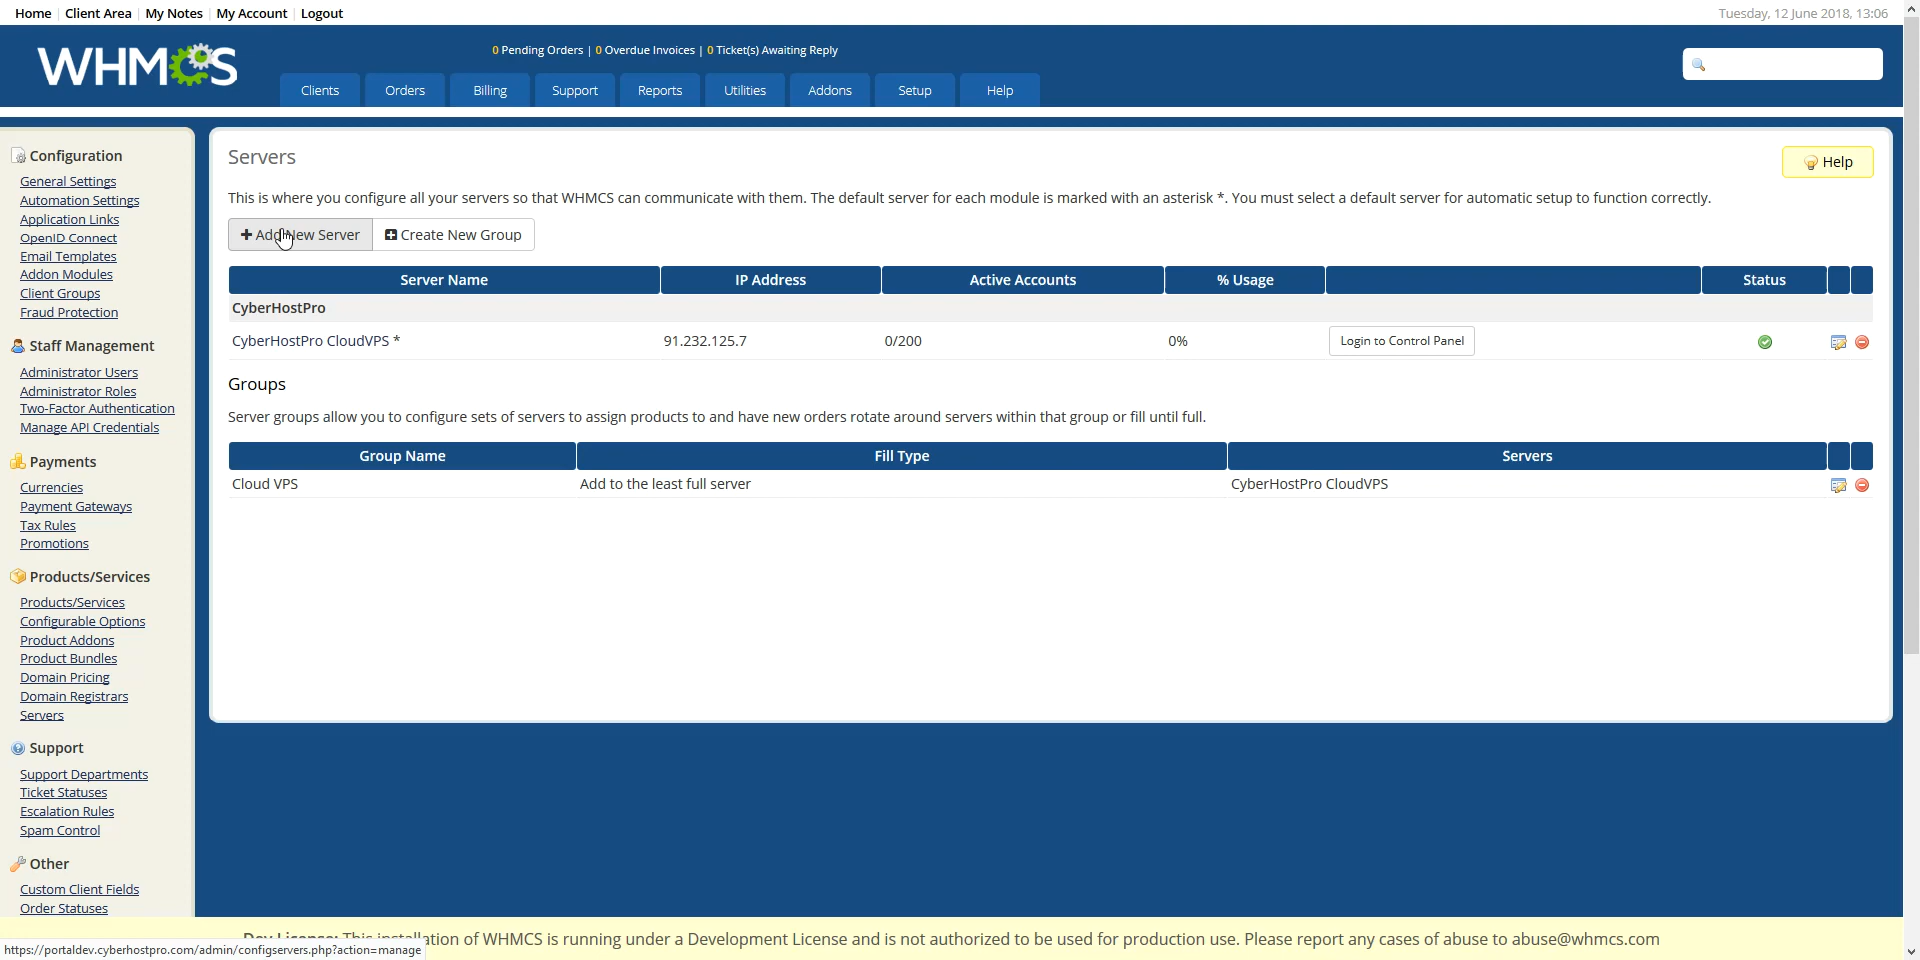 Home | Client Area | My Notes | My Account | Logout
Tuesday, 12 June 2018, 13:06
WHMCS
0 Pending Orders | 0 Overdue Invoices | 0 Ticket(s) Awaiting Reply
Clients Orders Billing Support Reports Utilities Addons Setup Help
Configuration
General Settings
Automation Settings
Application Links
OpenID Connect
Email Templates
Addon Modules
Client Groups
Fraud Protection
Staff Management
Administrator Users
Administrator Roles
Two-Factor Authentication
Manage API Credentials
Payments
Currencies
Payment Gateways
Tax Rules
Promotions
Products/Services
Products/Services
Configurable Options
Product Addons
Product Bundles
Domain Pricing
Domain Registrars
Servers
Support
Support Departments
Ticket Statuses
Escalation Rules
Spam Control
Other
Custom Client Fields
Order Statuses
Servers
Help
This is where you configure all your servers so that WHMCS can communicate with them. The default server for each module is marked with an asterisk *. You must select a default server for automatic setup to function correctly.
Add New Server Create New Group
Server Name IP Address Active Accounts % Usage Status
CyberHostPro
CyberHostPro CloudVPS * 91.232.125.7 0/200 0% Login to Control Panel
Groups
Server groups allow you to configure sets of servers to assign products to and have new orders rotate around servers within that group or fill until full.
Group Name Fill Type Servers
Cloud VPS Add to the least full server CyberHostPro CloudVPS
Dev License: This installation of WHMCS is running under a Development License and is not authorized to be used for production use. Please report any cases of abuse to abuse@whmcs.com
https://portaldev.cyberhostpro.com/admin/configservers.php?action=manage